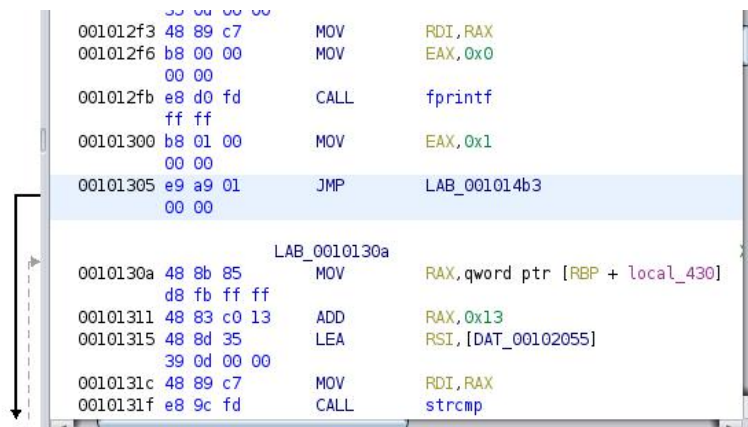 001012f3 48 89 c7 MOV RDI,RAX
001012f6 b8 00 00 MOV EAX,0x0
00 00
001012fb e8 d0 fd CALL fprintf
ff ff
00101300 b8 01 00 MOV EAX,0x1
00 00
00101305 e9 a9 01 JMP LAB_001014b3
00 00
LAB_0010130a
0010130a 48 8b 85 MOV RAX,qword ptr [RBP + local_430]
d8 fb ff ff
00101311 48 83 c0 13 ADD RAX,0x13
00101315 48 8d 35 LEA RSI,[DAT_00102055]
39 0d 00 00
0010131c 48 89 c7 MOV RDI,RAX
0010131f e8 9c fd CALL strcmp